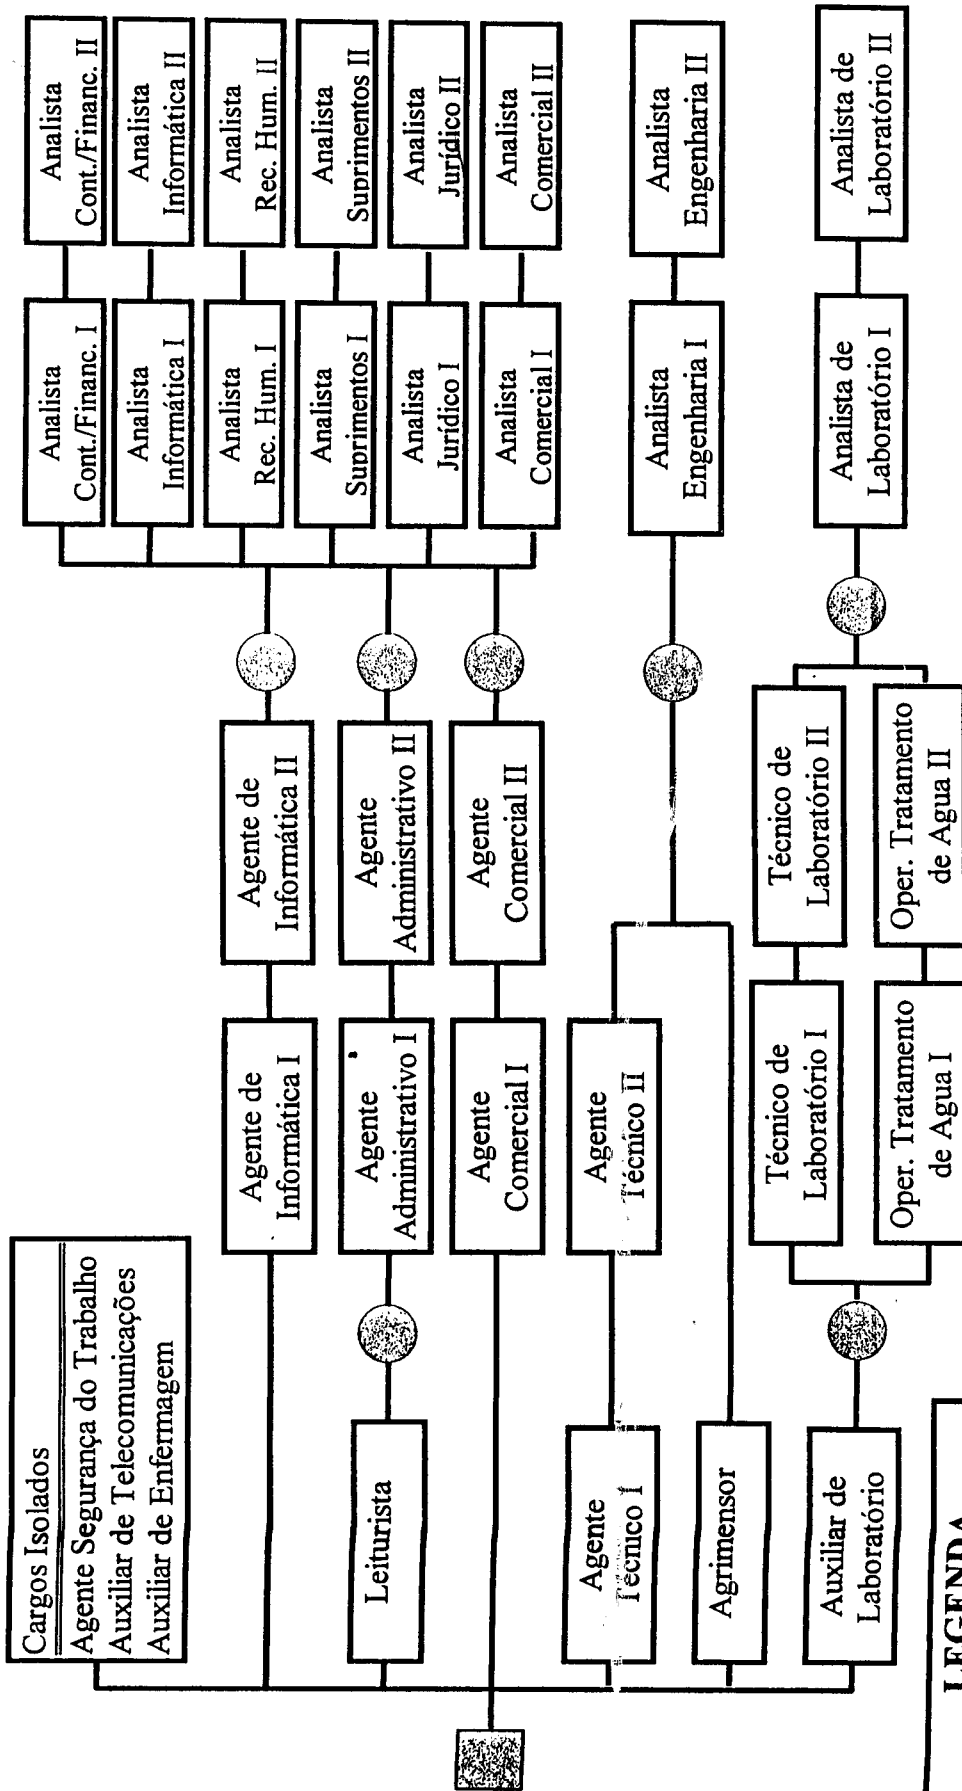 Cargos Isolados
Agente Segurança do Trabalho
Auxiliar de Telecomunicações
Auxiliar de Enfermagem
Leiturista
Agente
Técnico I
Agrimensor
Auxiliar de
Laboratório
Agente de
Informática I
Agente
Administrativo I
Agente
Comercial I
Agente
Técnico II
Técnico de
Laboratório I
Oper. Tratamento
de Agua I
Agente de
Informática II
Agente
Administrativo II
Agente
Comercial II
Técnico de
Laboratório II
Oper. Tratamento
de Agua II
Analista
Cont./Financ. I
Analista
Informática I
Analista
Rec. Hum. I
Analista
Suprimentos I
Analista
Jurídico I
Analista
Comercial I
Analista
Engenharia I
Analista de
Laboratório I
Analista
Cont./Financ. II
Analista
Informática II
Analista
Rec. Hum. II
Analista
Suprimentos II
Analista
Jurídico II
Analista
Comercial II
Analista
Engenharia II
Analista de
Laboratório II
LEGENDA